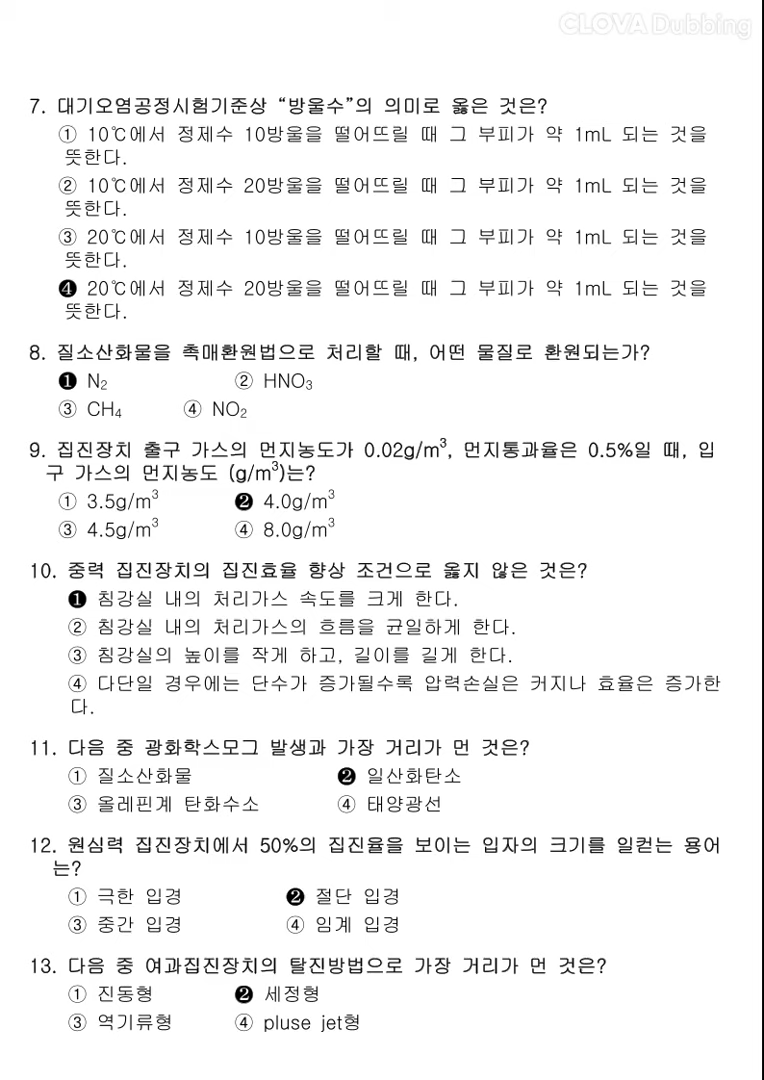 CLOVA Dubbing
7. 대기오염공정시험기준상 “방울수”의 의미로 옳은 것은?
① 10℃에서 정제수 10방울을 떨어뜨릴 때 그 부피가 약 1mL 되는 것을
뜻한다.
② 10℃에서 정제수 20방울을 떨어뜨릴 때 그 부피가 약 1mL 되는 것을
뜻한다.
③ 20℃에서 정제수 10방울을 떨어뜨릴 때 그 부피가 약 1mL 되는 것을
뜻한다.
❹ 20℃에서 정제수 20방울을 떨어뜨릴 때 그 부피가 약 1mL 되는 것을
뜻한다.
8. 질소산화물을 촉매환원법으로 처리할 때, 어떤 물질로 환원되는가?
❶ N₂ ② HNO₃
③ CH₄ ④ NO₂
9. 집진장치 출구 가스의 먼지농도가 0.02g/m³, 먼지통과율은 0.5%일 때, 입
구 가스의 먼지농도 (g/m³)는?
① 3.5g/m³ ❷ 4.0g/m³
③ 4.5g/m³ ④ 8.0g/m³
10. 중력 집진장치의 집진효율 향상 조건으로 옳지 않은 것은?
❶ 침강실 내의 처리가스 속도를 크게 한다.
② 침강실 내의 처리가스의 흐름을 균일하게 한다.
③ 침강실의 높이를 작게 하고, 길이를 길게 한다.
④ 다단일 경우에는 단수가 증가될수록 압력손실은 커지나 효율은 증가한
다.
11. 다음 중 광화학스모그 발생과 가장 거리가 먼 것은?
① 질소산화물 ❷ 일산화탄소
③ 올레핀계 탄화수소 ④ 태양광선
12. 원심력 집진장치에서 50%의 집진율을 보이는 입자의 크기를 일컫는 용어
는?
① 극한 입경 ❷ 절단 입경
③ 중간 입경 ④ 임계 입경
13. 다음 중 여과집진장치의 탈진방법으로 가장 거리가 먼 것은?
① 진동형 ❷ 세정형
③ 역기류형 ④ pluse jet형